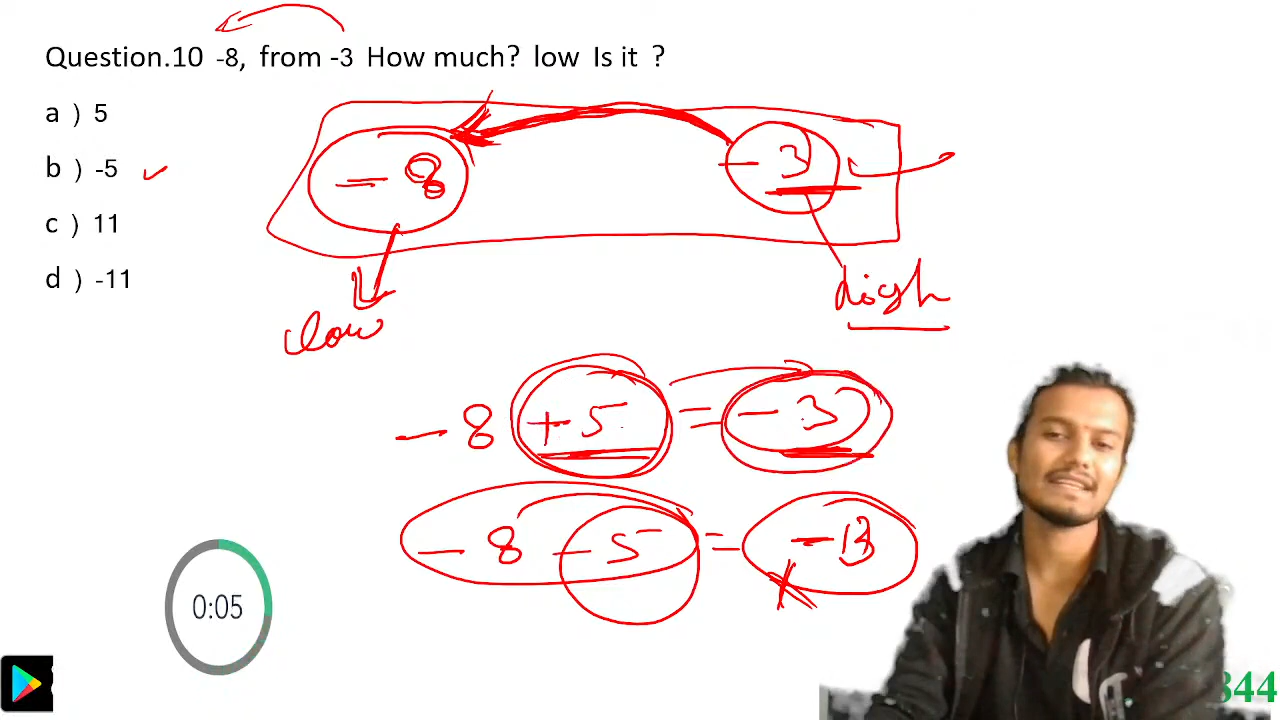 Question.10 -8, from -3 How much? low Is it ?
a ) 5
b ) -5
c ) 11
d ) -11
- 8 - 3
low high
- 8 + 5 = - 3
- 8 - 5 = - 13
0:05
844